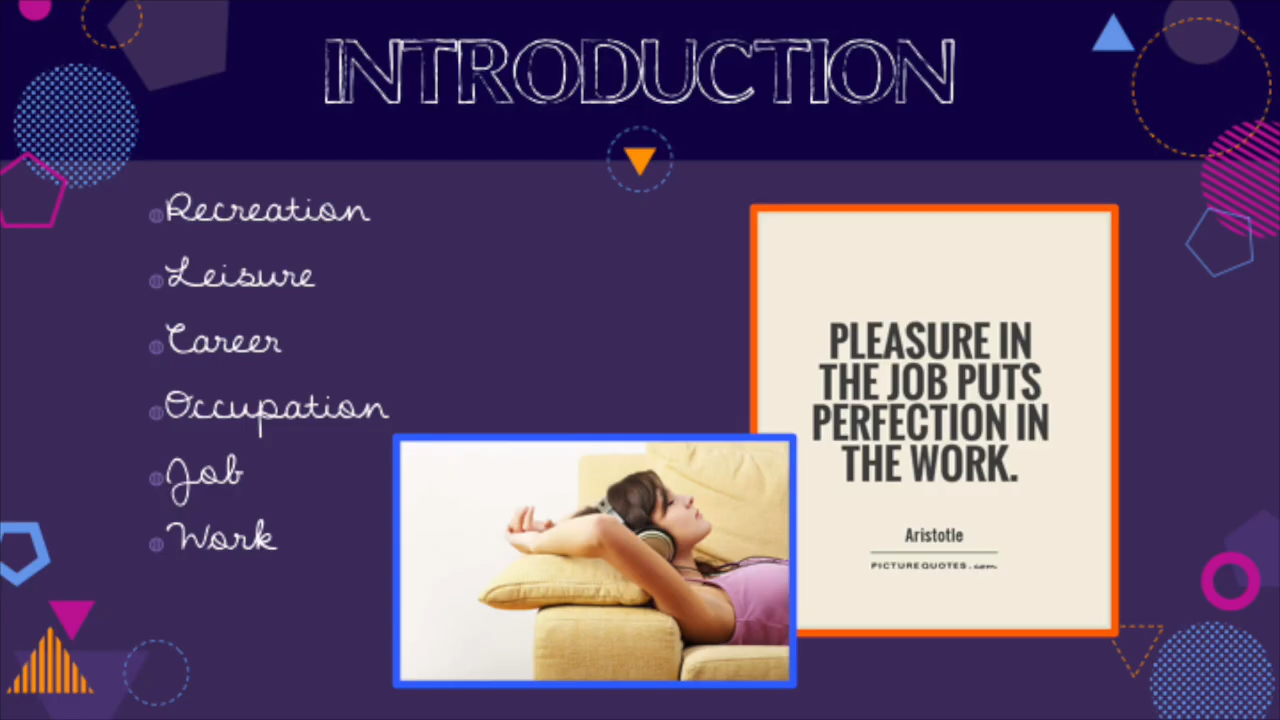 INTRODUCTION
Recreation
Leisure
Career
Occupation
Job
Work
PLEASURE IN
THE JOB PUTS
PERFECTION IN
THE WORK.
Aristotle
PICTUREQUOTES.com